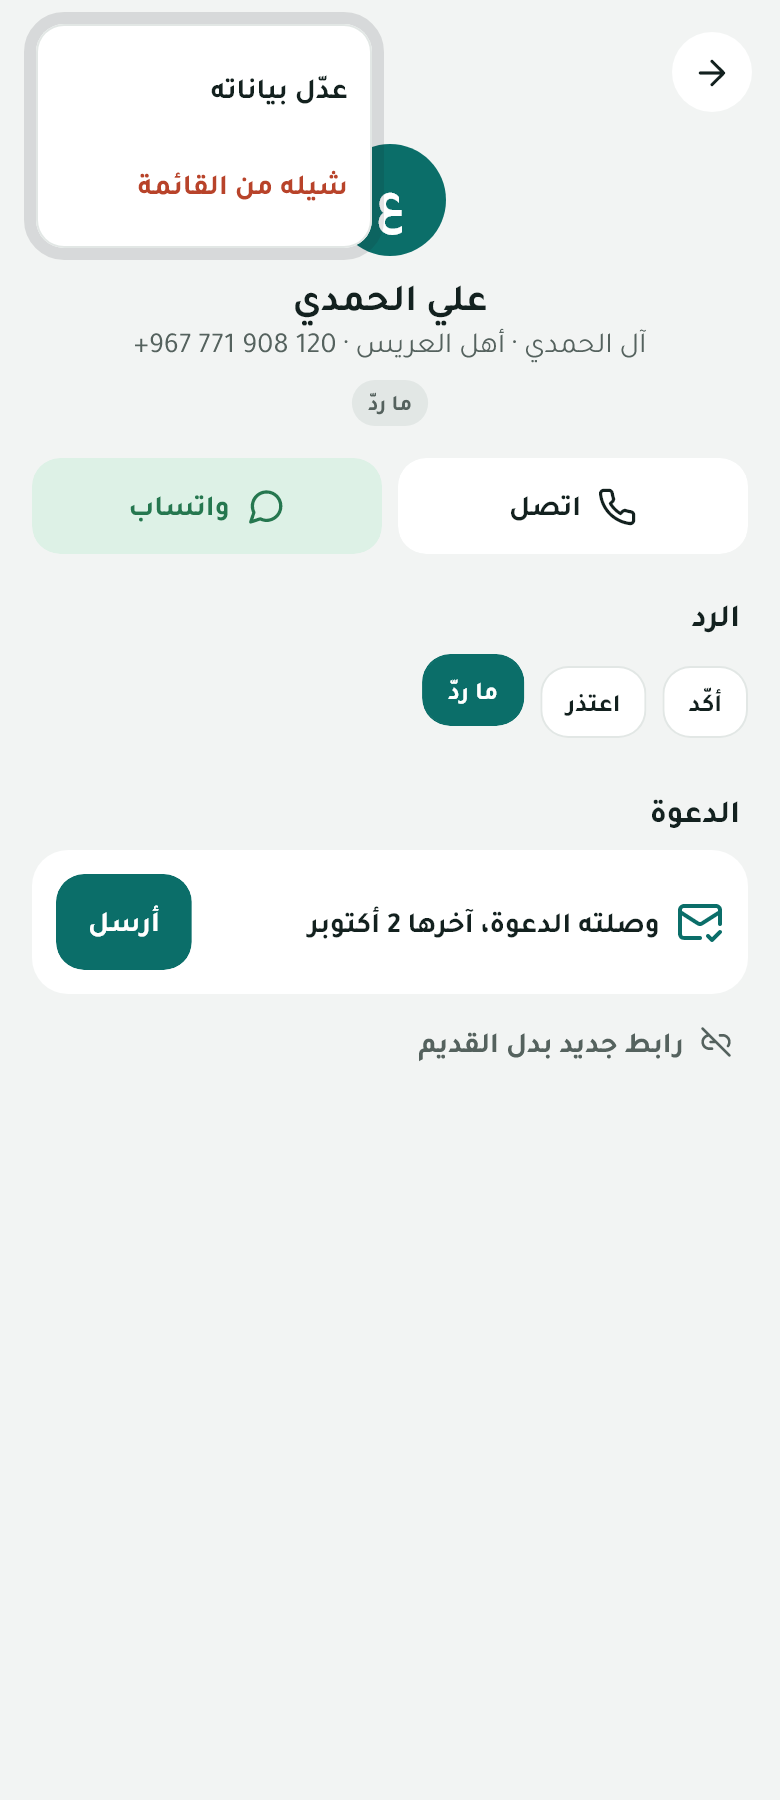 عدّل بياناته
شيله من القائمة
ع
علي الحمدي
آل الحمدي · أهل العريس · 120 908 771 967+
ما ردّ
اتصل
واتساب
الرد
أكّد
اعتذر
ما ردّ
الدعوة
وصلته الدعوة، آخرها 2 أكتوبر
أرسل
رابط جديد بدل القديم